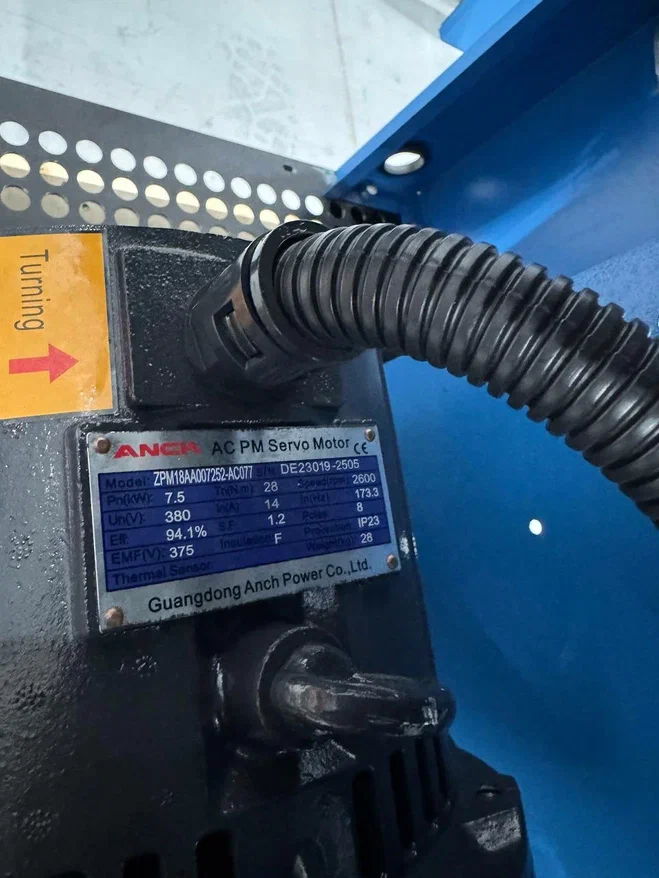 Turning
ANCH AC PM Servo Motor CE
Model: ZPM18AA007252-AC077 S/N: DE23019-2505
Pn(kW): 7.5 Tn(N.m) 28 Speed(rpm) 2600
Un(V): 380 In(A) 14 fn(Hz) 173.3
Eff: 94.1% S.F. 1.2 Poles 8
EMF(V): 375 Insulation F Protection IP23
Thermal Sensor: Weight(kg) 28
Guangdong Anch Power Co.,Ltd.